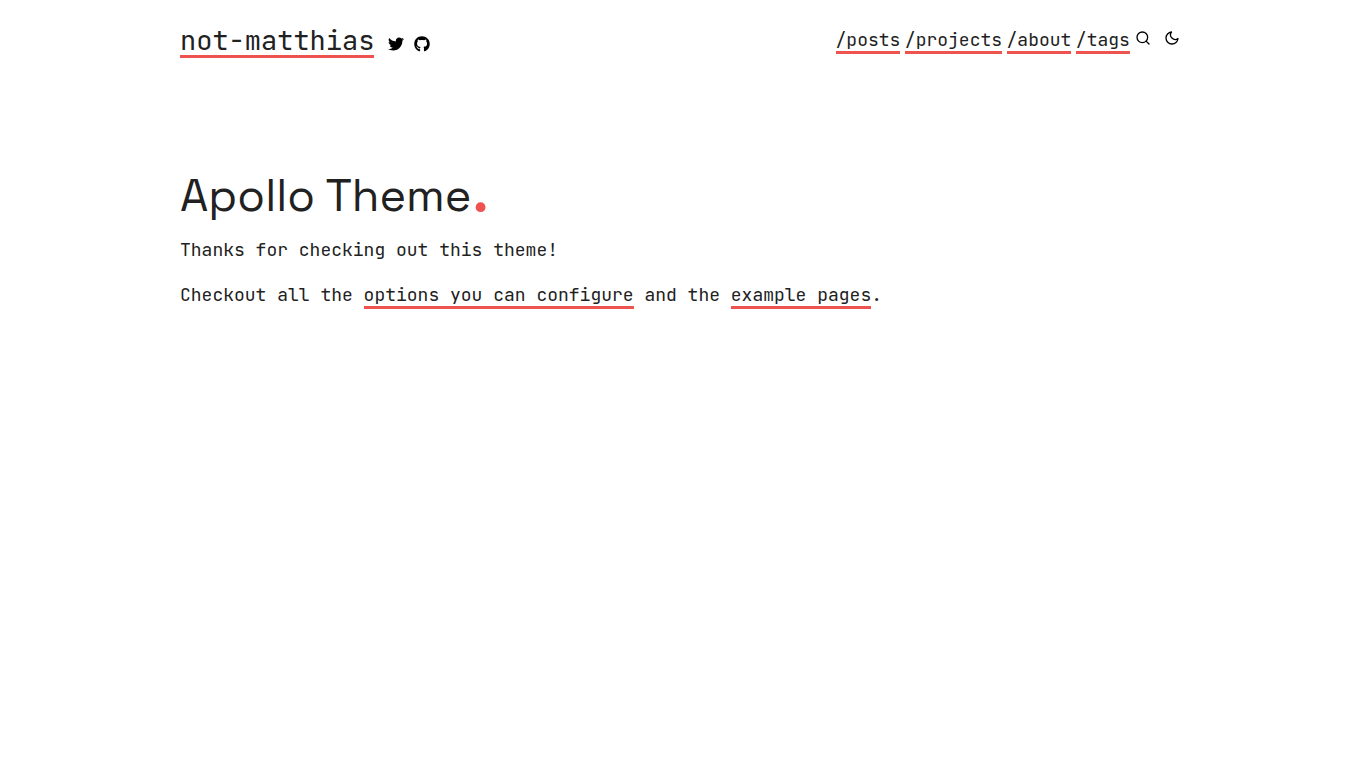 not-matthias
/posts /projects /about /tags
Apollo Theme.
Thanks for checking out this theme!
Checkout all the options you can configure and the example pages.